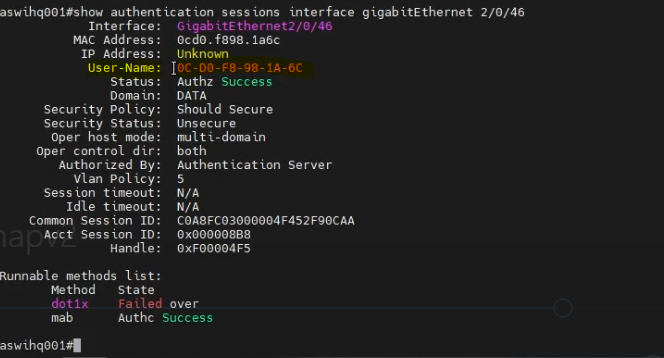 aswihq001#show authentication sessions interface gigabitEthernet 2/0/46
Interface: GigabitEthernet2/0/46
MAC Address: 0cd0.f898.1a6c
IP Address: Unknown
User-Name: 0C-D0-F8-98-1A-6C
Status: Authz Success
Domain: DATA
Security Policy: Should Secure
Security Status: Unsecure
Oper host mode: multi-domain
Oper control dir: both
Authorized By: Authentication Server
Vlan Policy: 5
Session timeout: N/A
Idle timeout: N/A
Common Session ID: C0A8FC03000004F452F90CAA
Acct Session ID: 0x000008B8
Handle: 0xF00004F5
Runnable methods list:
Method State
dot1x Failed over
mab Authc Success
aswihq001#